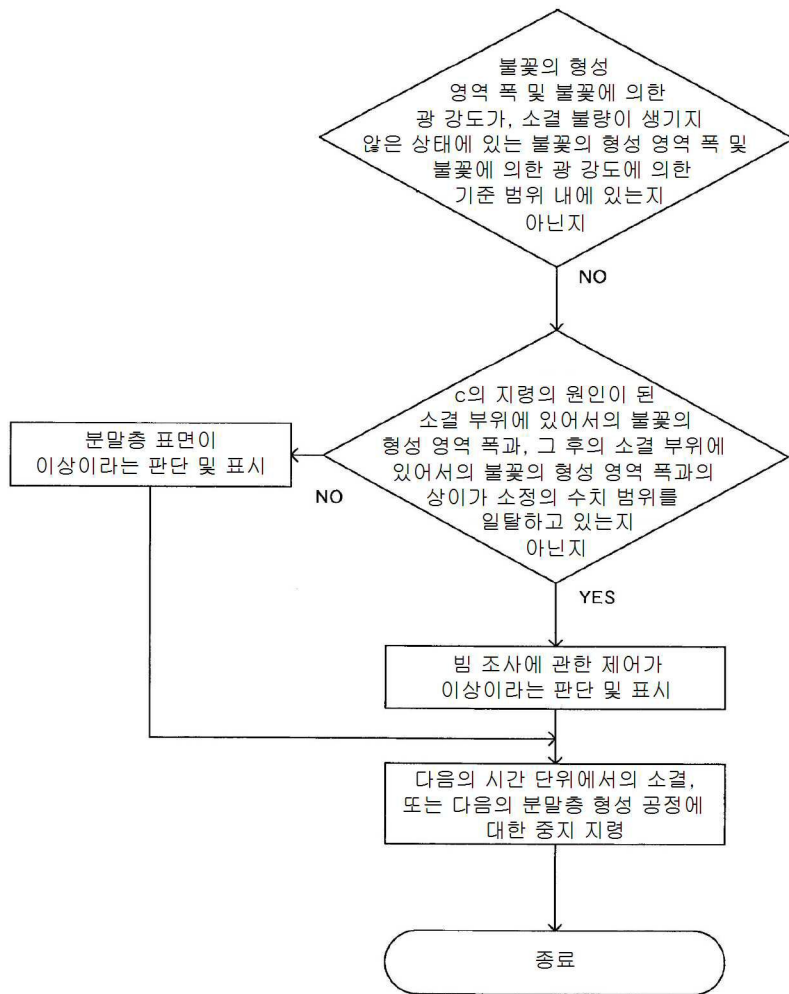 불꽃의 형성
영역 폭 및 불꽃에 의한
광 강도가, 소결 불량이 생기지
않은 상태에 있는 불꽃의 형성 영역 폭 및
불꽃에 의한 광 강도에 의한
기준 범위 내에 있는지
아닌지
NO
c의 지령의 원인이 된
소결 부위에 있어서의 불꽃의
형성 영역 폭과, 그 후의 소결 부위에
있어서의 불꽃의 형성 영역 폭과의
상이가 소정의 수치 범위를
일탈하고 있는지
아닌지
분말층 표면이
이상이라는 판단 및 표시
NO
YES
빔 조사에 관한 제어가
이상이라는 판단 및 표시
다음의 시간 단위에서의 소결,
또는 다음의 분말층 형성 공정에
대한 중지 지령
종료